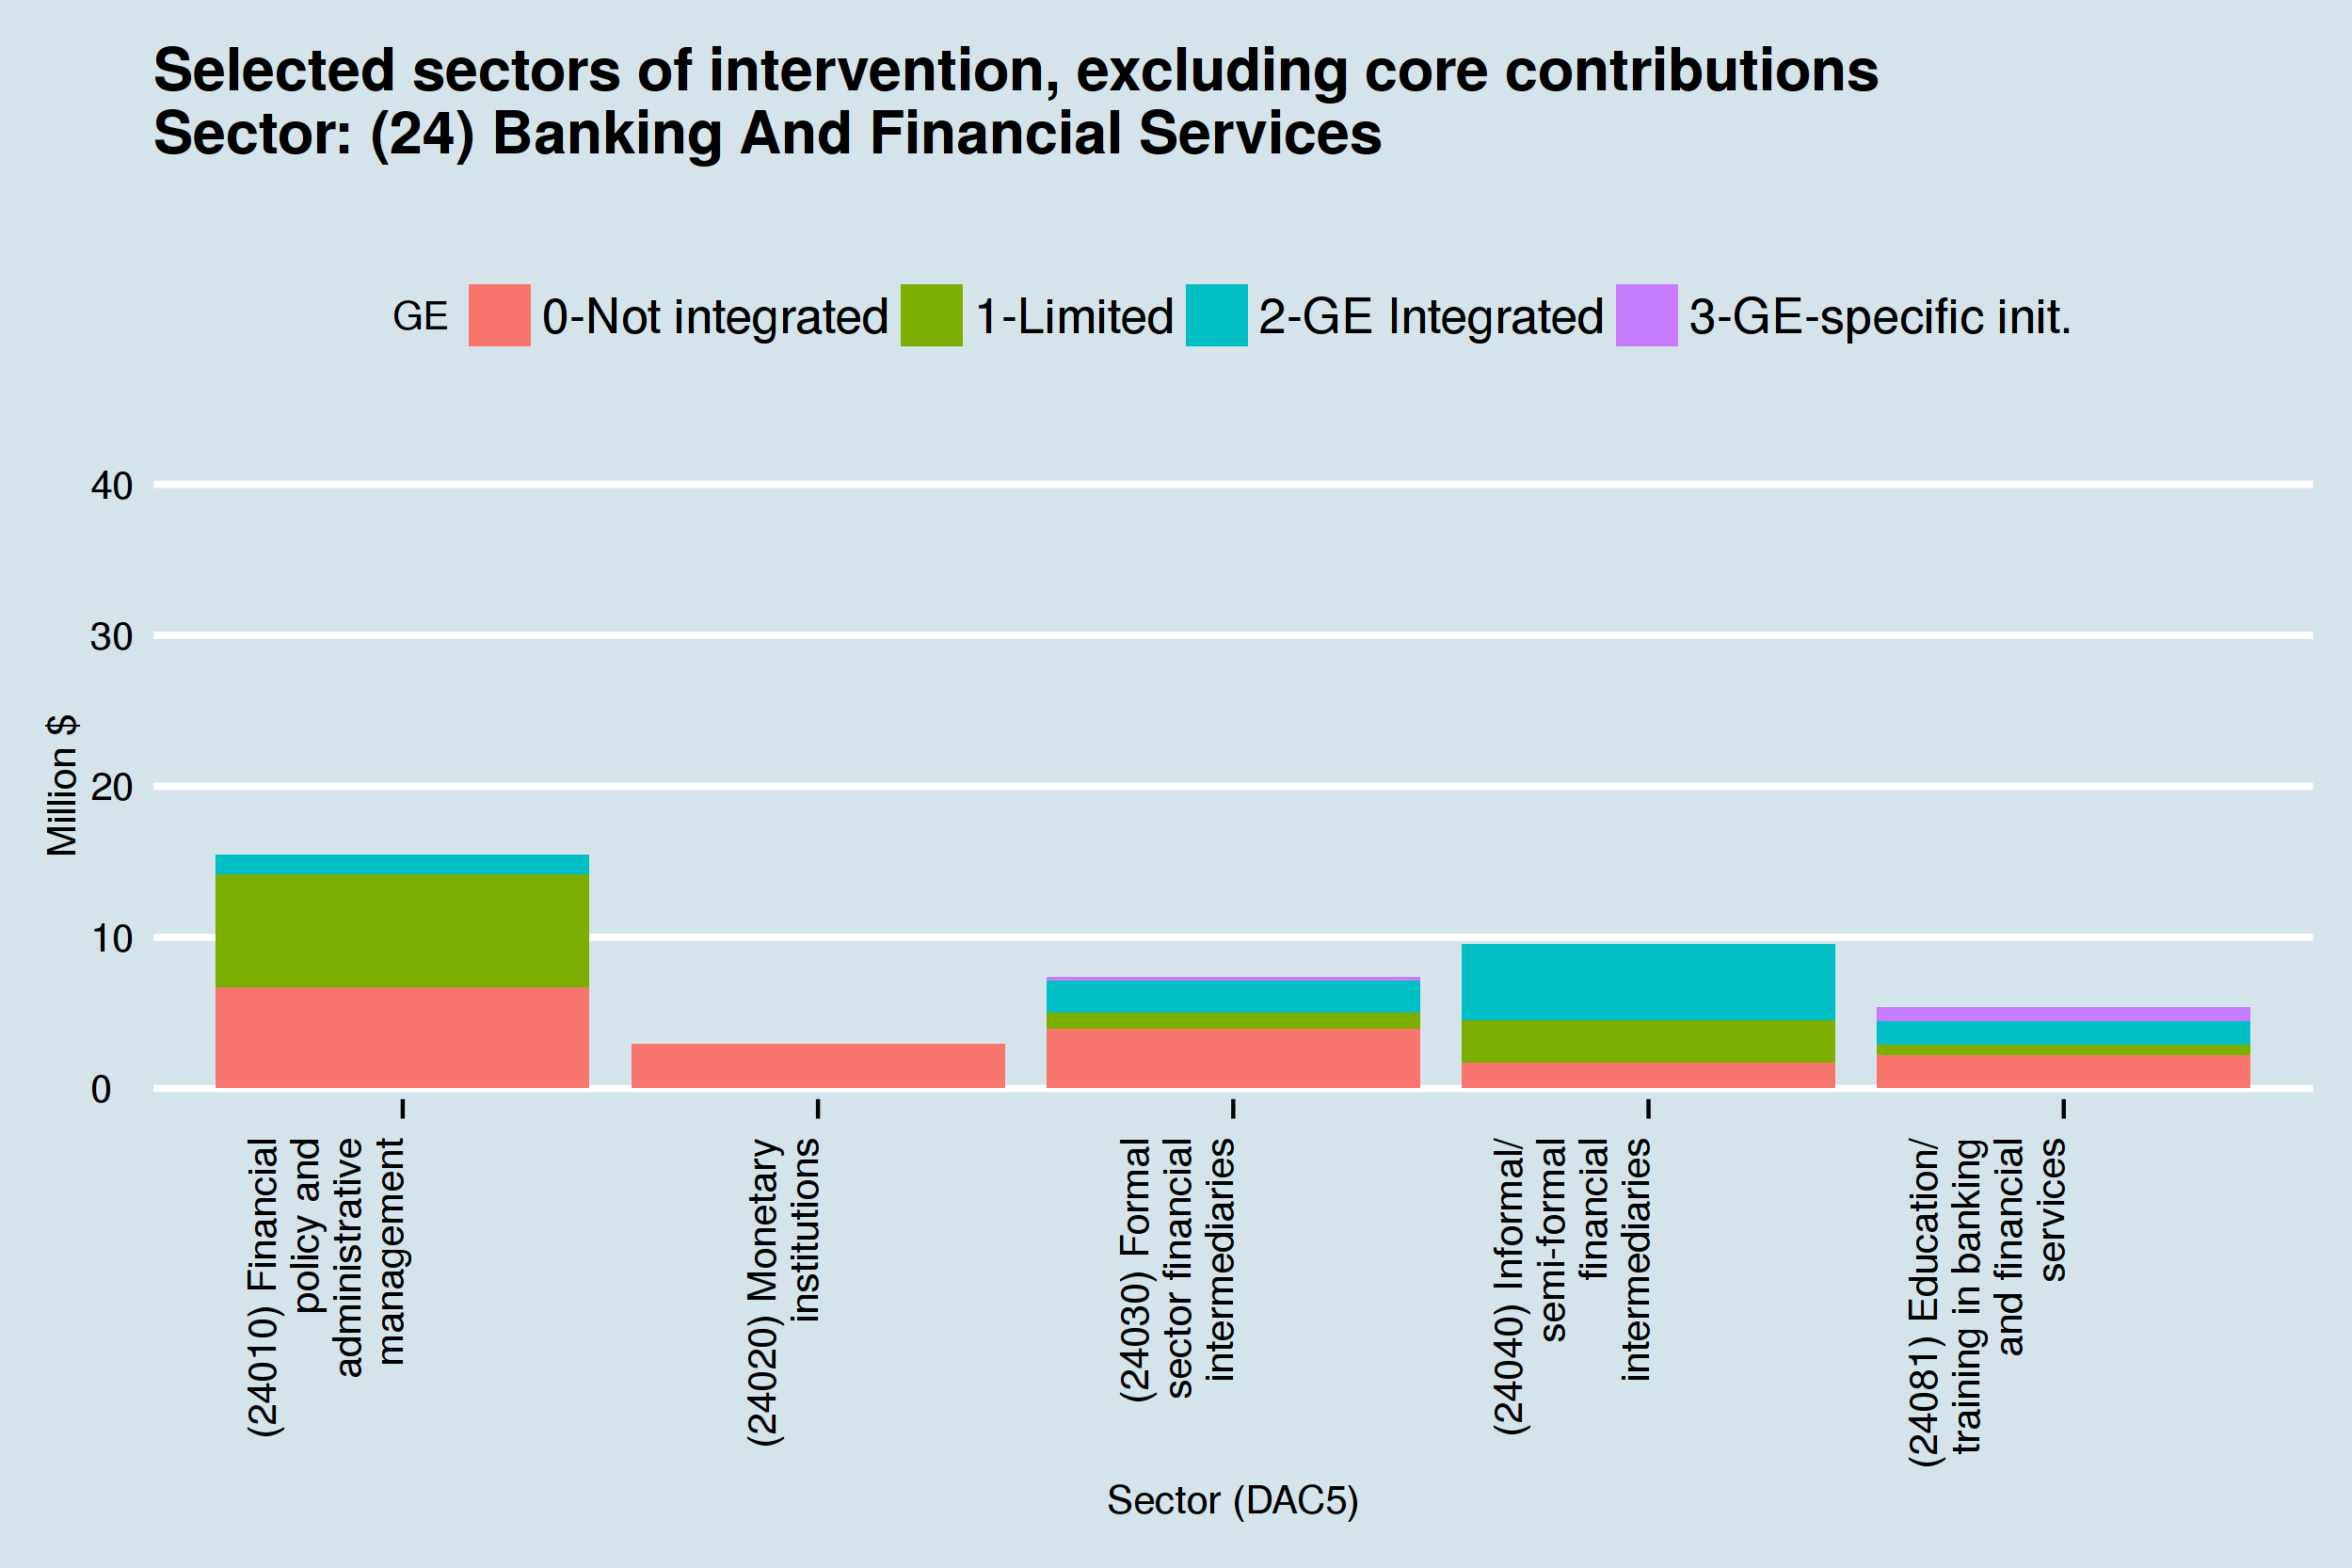 Selected sectors of intervention, excluding core contributions
Sector: (24) Banking And Financial Services
GE 0-Not integrated 1-Limited 2-GE Integrated 3-GE-specific init.
Million $
40
30
20
10
0
(24010) Financial
policy and
administrative
management
(24020) Monetary
institutions
(24030) Formal
sector financial
intermediaries
(24040) Informal/
semi-formal
financial
intermediaries
(24081) Education/
training in banking
and financial
services
Sector (DAC5)